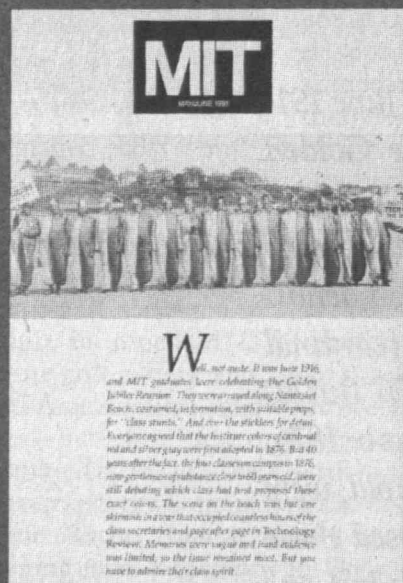 MIT
MAY/JUNE 1991
Well, not quite. It was June 1916,
and MIT graduates were celebrating the Golden
Jubilee Reunion. They were arrayed along Nantasket
Beach, costumed, in formation, with suitable props,
for "class stunts." And over the sticklers for detail.
Everyone agreed that the Institute colors of cardinal
red and silver gray were first adopted in 1876. But 40
years after the fact, the four classes on campus in 1876,
now gentlemen of substance close to 60 years old, were
still debating which class had first proposed these
exact colors. The scene on the beach was but one
skirmish in a war that occupied countless hours of the
class secretaries and page after page in Technology
Review. Memories were vague and hard evidence
was limited, so the issue remained moot. But you
have to admire their class spirit.